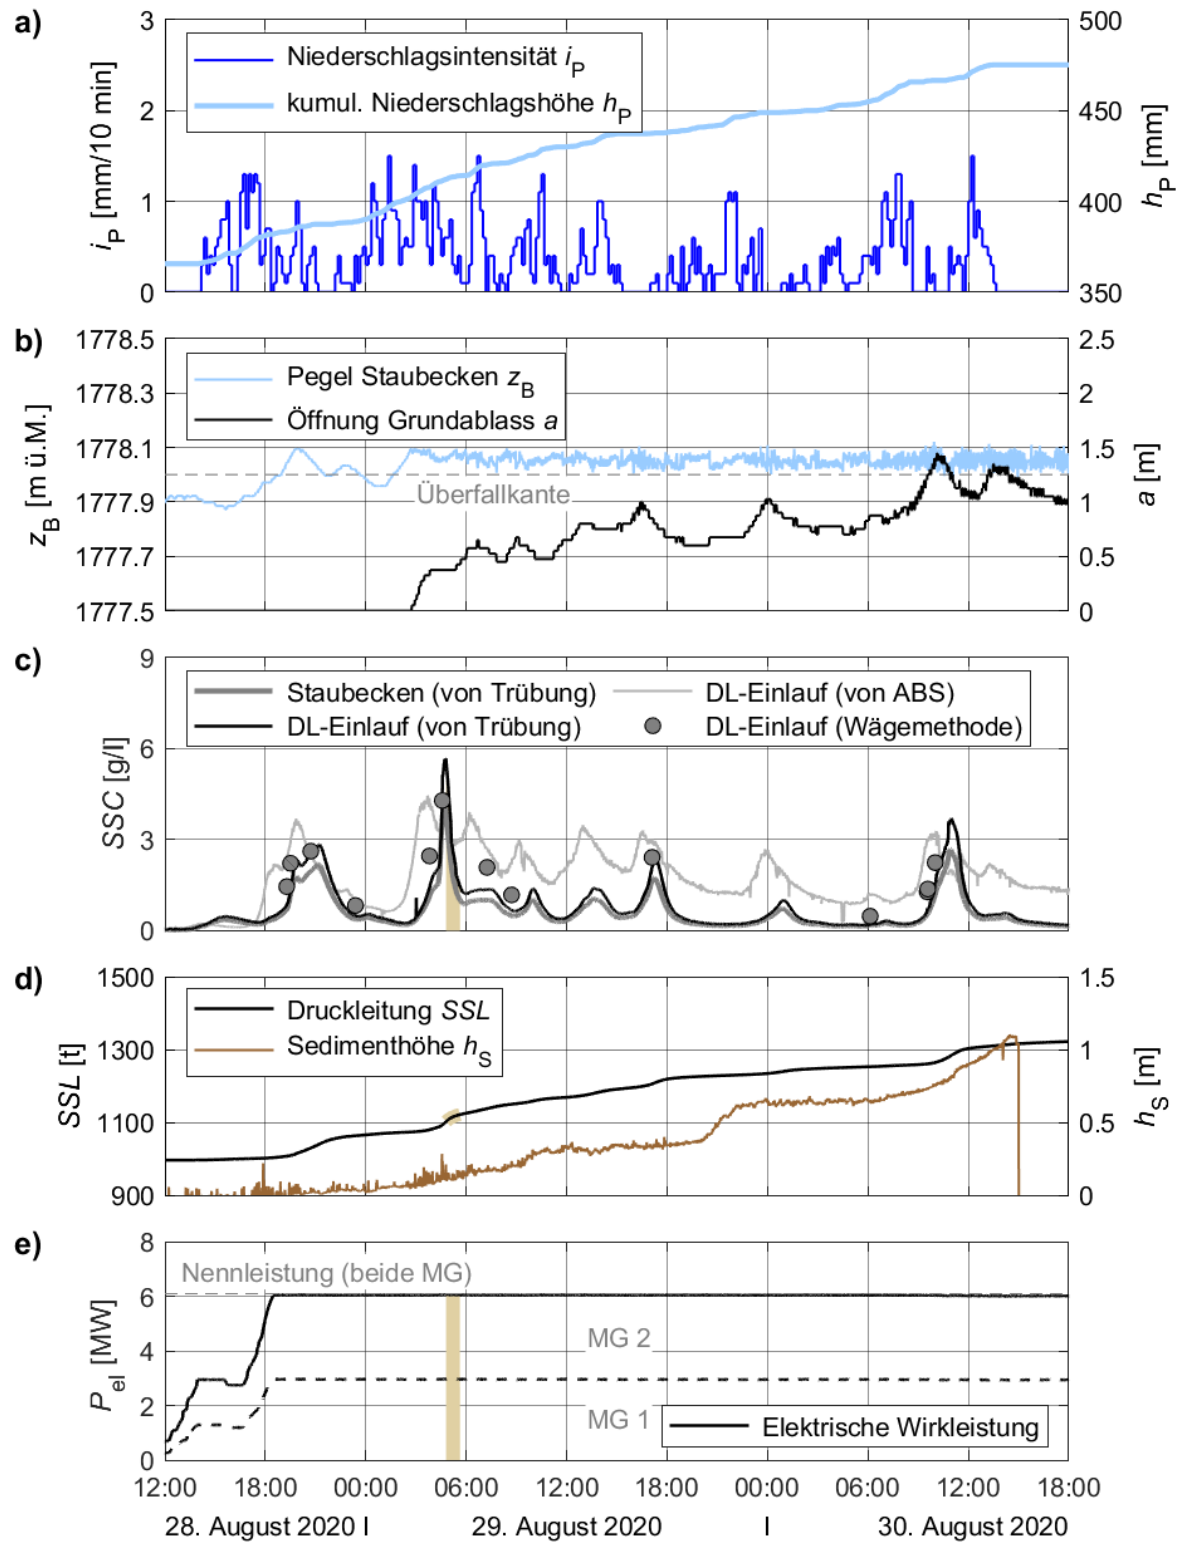 a)
3
2
1
0
i_P [mm/10 min]
Niederschlagsintensität i_P
kumul. Niederschlagshöhe h_P
500
450
400
350
h_P [mm]
b)
1778.5
1778.3
1778.1
1777.9
1777.7
1777.5
z_B [m ü.M.]
Pegel Staubecken z_B
Öffnung Grundablass a
Überfallkante
2.5
2
1.5
1
0.5
0
a [m]
c)
9
6
3
0
SSC [g/l]
Staubecken (von Trübung)
DL-Einlauf (von Trübung)
DL-Einlauf (von ABS)
DL-Einlauf (Wägemethode)
d)
1500
1300
1100
900
SSL [t]
Druckleitung SSL
Sedimenthöhe h_S
1.5
1
0.5
0
h_S [m]
e)
8
6
4
2
0
P_el [MW]
Nennleistung (beide MG)
MG 2
MG 1
Elektrische Wirkleistung
12:00 18:00 00:00 06:00 12:00 18:00 00:00 06:00 12:00 18:00
28. August 2020 I 29. August 2020 I 30. August 2020